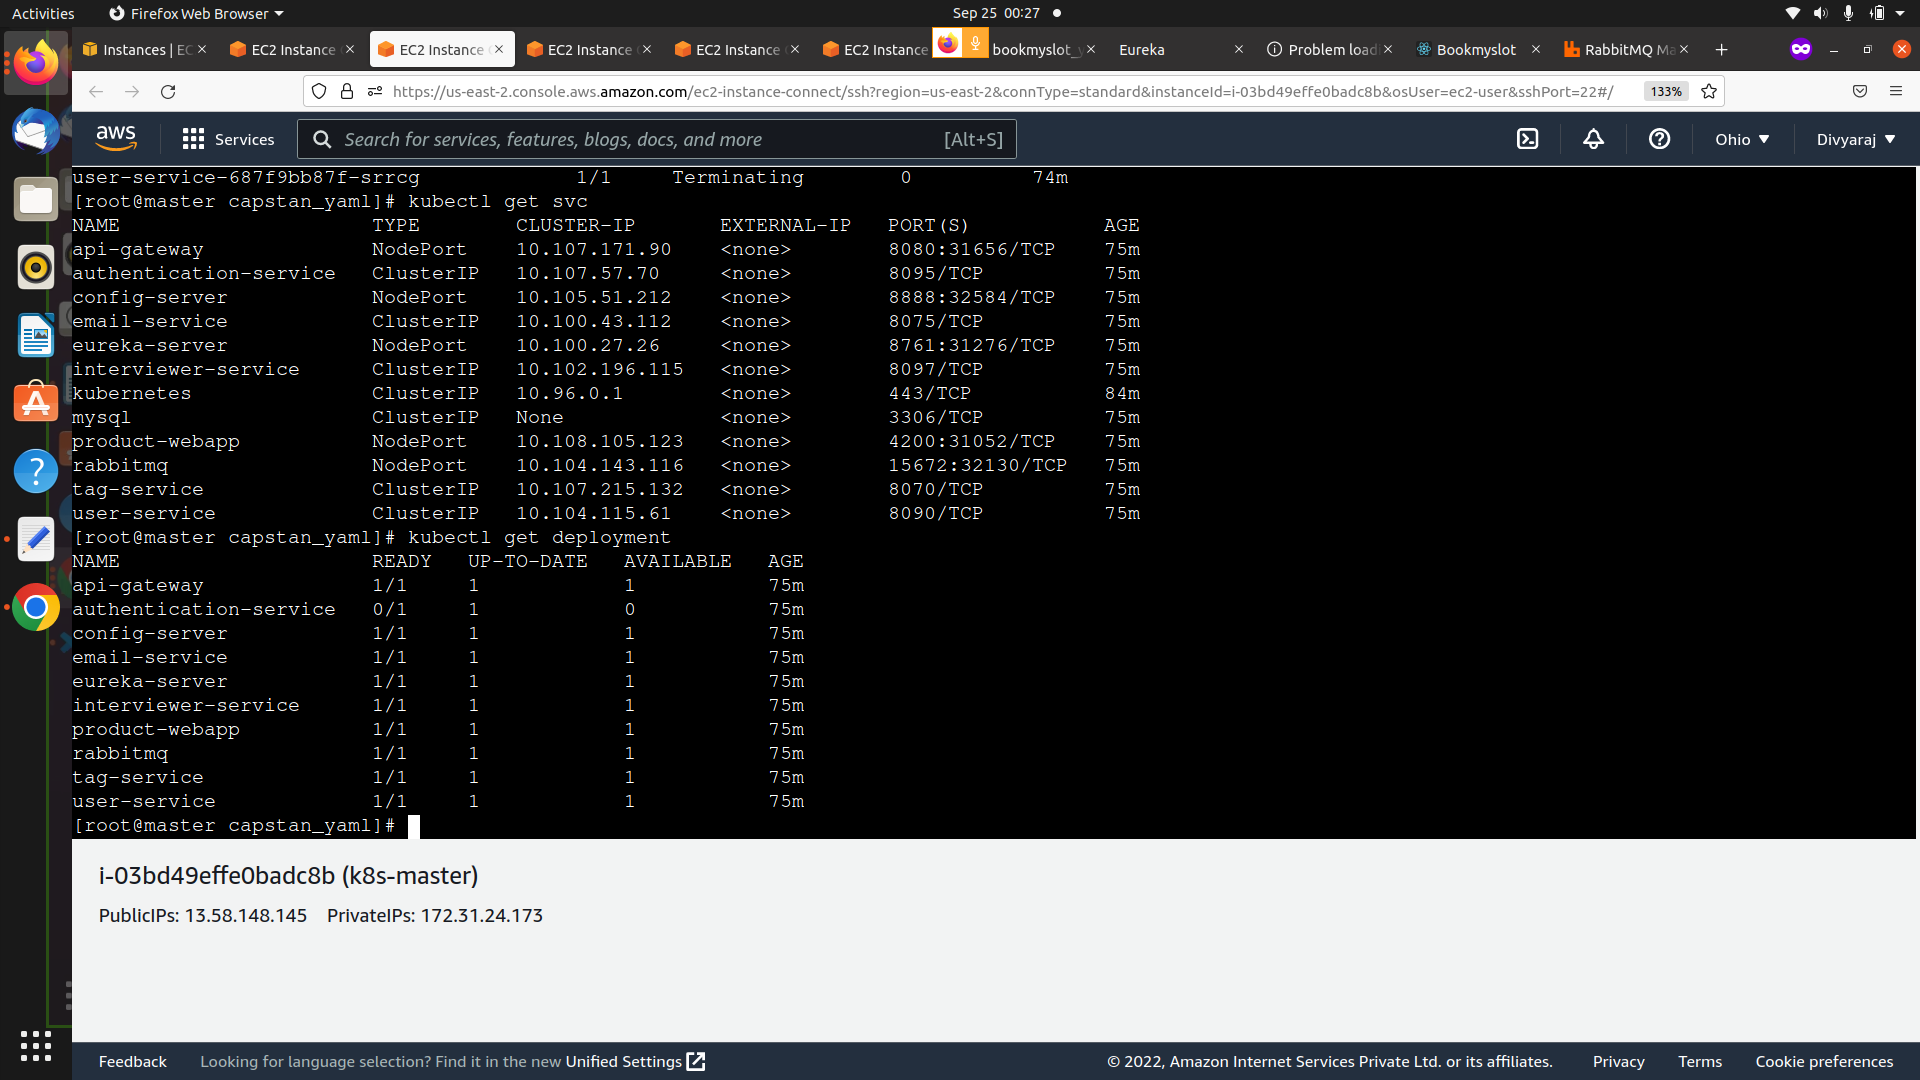 Activities
Firefox Web Browser
Sep 25 00:27
Instances | EC
EC2 Instance
EC2 Instance
EC2 Instance
EC2 Instance
EC2 Instance
bookmyslot_y
Eureka
Problem load
Bookmyslot
RabbitMQ Ma
https://us-east-2.console.aws.amazon.com/ec2-instance-connect/ssh?region=us-east-2&connType=standard&instanceId=i-03bd49effe0badc8b&osUser=ec2-user&sshPort=22#/
133%
aws
Services
Search for services, features, blogs, docs, and more
[Alt+S]
Ohio
Divyaraj
user-service-687f9bb87f-srrcg 1/1 Terminating 0 74m
[root@master capstan_yaml]# kubectl get svc
NAME TYPE CLUSTER-IP EXTERNAL-IP PORT(S) AGE
api-gateway NodePort 10.107.171.90 <none> 8080:31656/TCP 75m
authentication-service ClusterIP 10.107.57.70 <none> 8095/TCP 75m
config-server NodePort 10.105.51.212 <none> 8888:32584/TCP 75m
email-service ClusterIP 10.100.43.112 <none> 8075/TCP 75m
eureka-server NodePort 10.100.27.26 <none> 8761:31276/TCP 75m
interviewer-service ClusterIP 10.102.196.115 <none> 8097/TCP 75m
kubernetes ClusterIP 10.96.0.1 <none> 443/TCP 84m
mysql ClusterIP None <none> 3306/TCP 75m
product-webapp NodePort 10.108.105.123 <none> 4200:31052/TCP 75m
rabbitmq NodePort 10.104.143.116 <none> 15672:32130/TCP 75m
tag-service ClusterIP 10.107.215.132 <none> 8070/TCP 75m
user-service ClusterIP 10.104.115.61 <none> 8090/TCP 75m
[root@master capstan_yaml]# kubectl get deployment
NAME READY UP-TO-DATE AVAILABLE AGE
api-gateway 1/1 1 1 75m
authentication-service 0/1 1 0 75m
config-server 1/1 1 1 75m
email-service 1/1 1 1 75m
eureka-server 1/1 1 1 75m
interviewer-service 1/1 1 1 75m
product-webapp 1/1 1 1 75m
rabbitmq 1/1 1 1 75m
tag-service 1/1 1 1 75m
user-service 1/1 1 1 75m
[root@master capstan_yaml]#
i-03bd49effe0badc8b (k8s-master)
PublicIPs: 13.58.148.145 PrivateIPs: 172.31.24.173
Feedback
Looking for language selection? Find it in the new Unified Settings
© 2022, Amazon Internet Services Private Ltd. or its affiliates.
Privacy
Terms
Cookie preferences